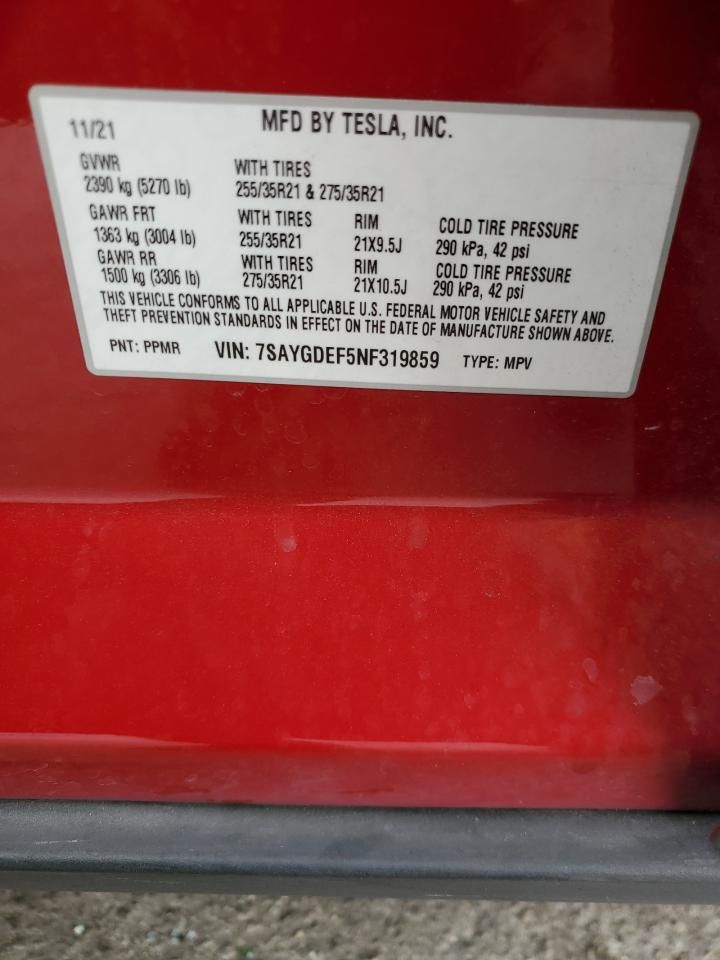 11/21 MFD BY TESLA, INC.
GVWR
2390 kg (5270 lb)
WITH TIRES
255/35R21 & 275/35R21
GAWR FRT
1363 kg (3004 lb)
WITH TIRES
255/35R21
RIM
21X9.5J
COLD TIRE PRESSURE
290 kPa, 42 psi
GAWR RR
1500 kg (3306 lb)
WITH TIRES
275/35R21
RIM
21X10.5J
COLD TIRE PRESSURE
290 kPa, 42 psi
THIS VEHICLE CONFORMS TO ALL APPLICABLE U.S. FEDERAL MOTOR VEHICLE SAFETY AND
THEFT PREVENTION STANDARDS IN EFFECT ON THE DATE OF MANUFACTURE SHOWN ABOVE.
PNT: PPMR VIN: 7SAYGDEF5NF319859 TYPE: MPV